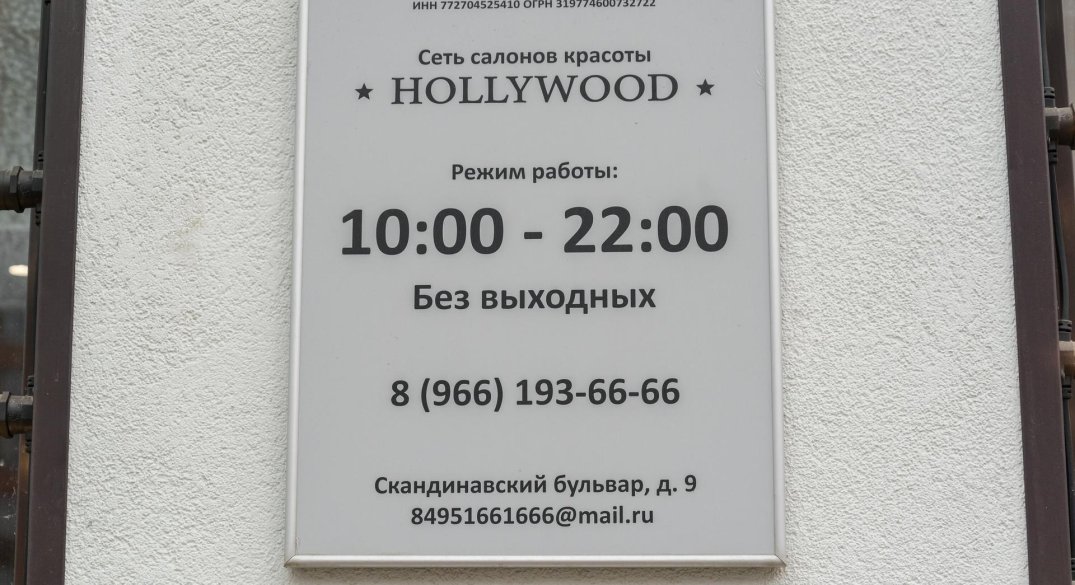 ИНН 772704525410 ОГРН 319774600732722
Сеть салонов красоты
★ HOLLYWOOD ★
Режим работы:
10:00 - 22:00
Без выходных
8 (966) 193-66-66
Скандинавский бульвар, д. 9
84951661666@mail.ru